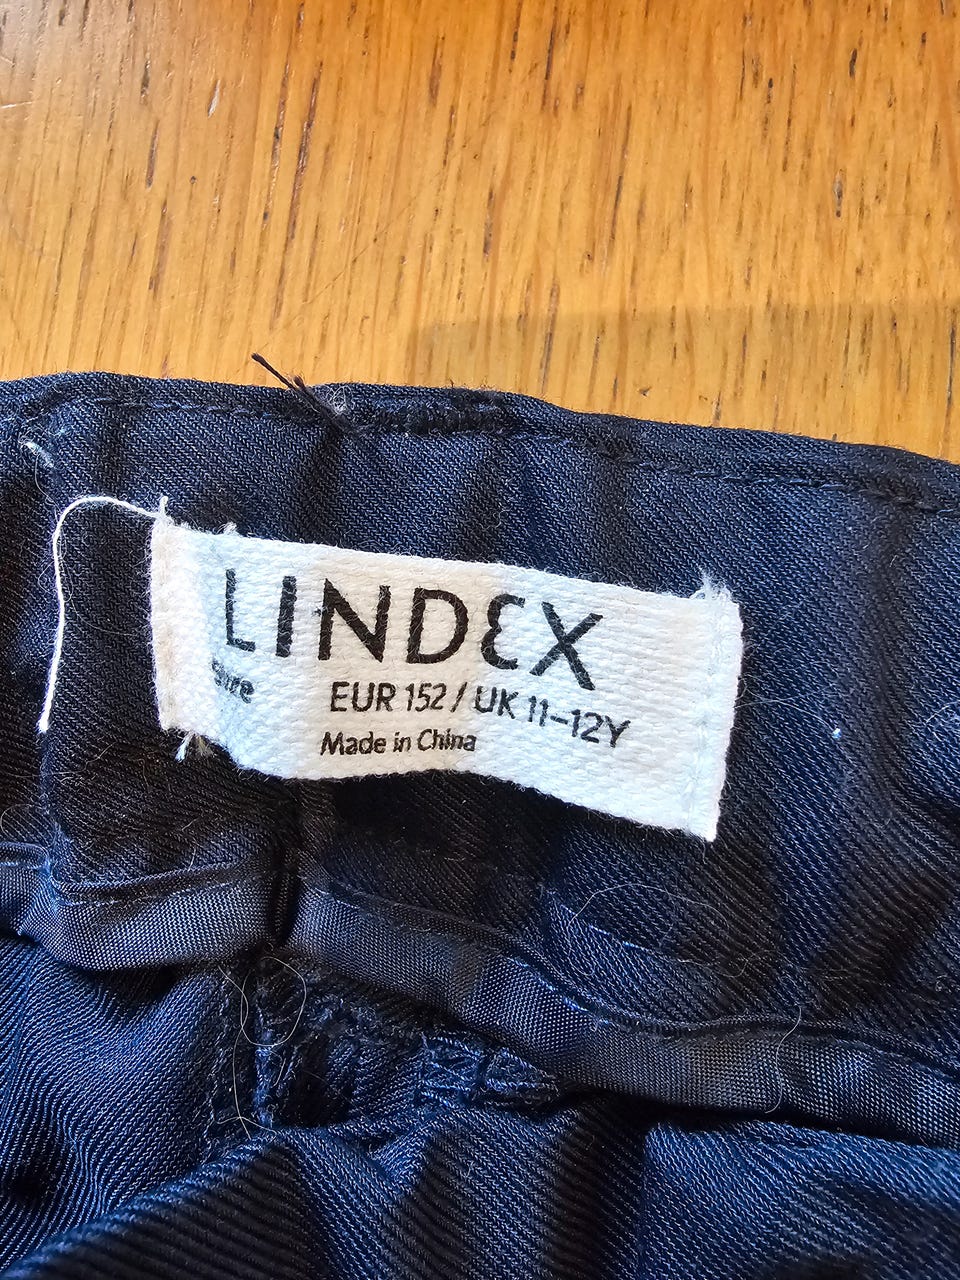 LINDEX
EUR 152 / UK 11-12Y
Made in China